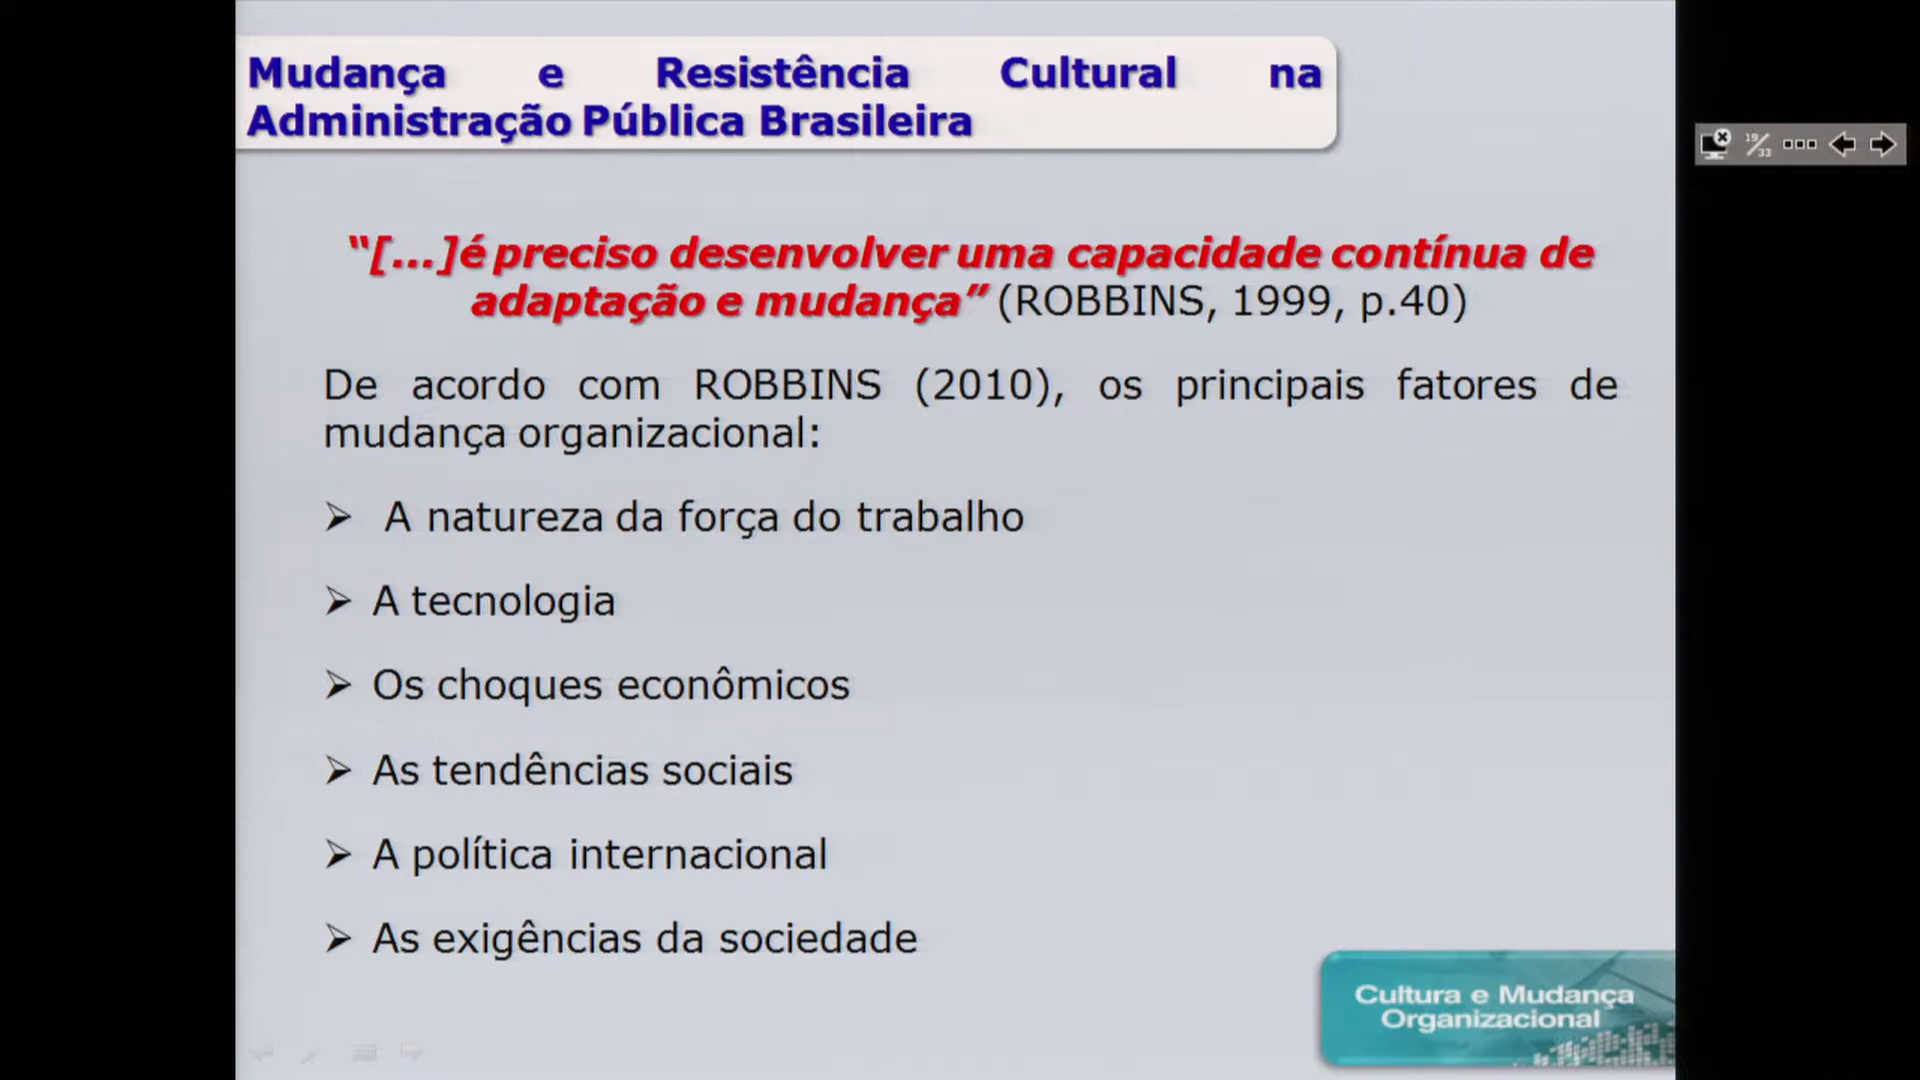 Mudança e Resistência Cultural na
Administração Pública Brasileira
19/33
“[...]é preciso desenvolver uma capacidade contínua de
adaptação e mudança” (ROBBINS, 1999, p.40)
De acordo com ROBBINS (2010), os principais fatores de
mudança organizacional:
➢ A natureza da força do trabalho
➢ A tecnologia
➢ Os choques econômicos
➢ As tendências sociais
➢ A política internacional
➢ As exigências da sociedade
Cultura e Mudança
Organizacional